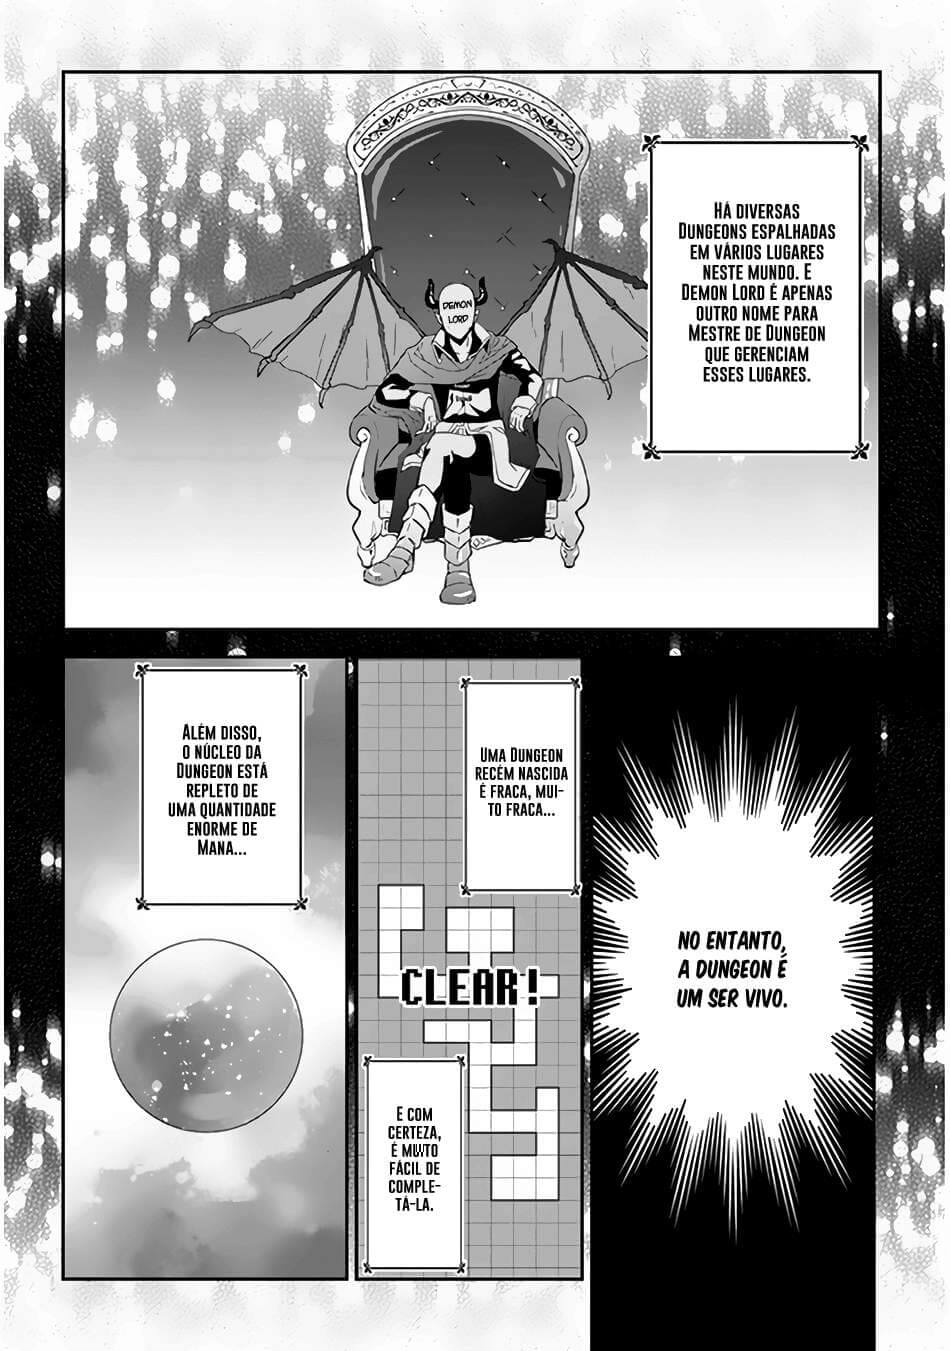 HÁ DIVERSAS
DUNGEONS ESPALHADAS
EM VÁRIOS LUGARES
NESTE MUNDO. E
DEMON LORD É APENAS
OUTRO NOME PARA
MESTRE DE DUNGEON
QUE GERENCIAM
ESSES LUGARES.
DEMON
LORD
NO ENTANTO,
A DUNGEON É
UM SER VIVO.
UMA DUNGEON
RECÉM NASCIDA
É FRACA, MUI-
TO FRACA...
CLEAR!
E COM
CERTEZA,
É MUITO
FÁCIL DE
COMPLE-
TÁ-LA.
ALÉM DISSO,
O NÚCLEO DA
DUNGEON ESTÁ
REPLETO DE
UMA QUANTIDADE
ENORME DE
MANA...